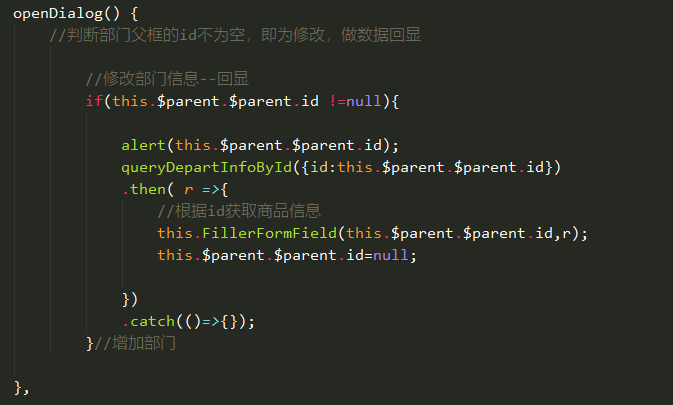 openDialog() {
//判断部门父框的id不为空，即为修改，做数据回显
//修改部门信息--回显
if(this.$parent.$parent.id !=null){
alert(this.$parent.$parent.id);
queryDepartInfoById({id:this.$parent.$parent.id})
.then( r =>{
//根据id获取商品信息
this.FillerFormField(this.$parent.$parent.id,r);
this.$parent.$parent.id=null;
})
.catch(()=>{});
}//增加部门
},